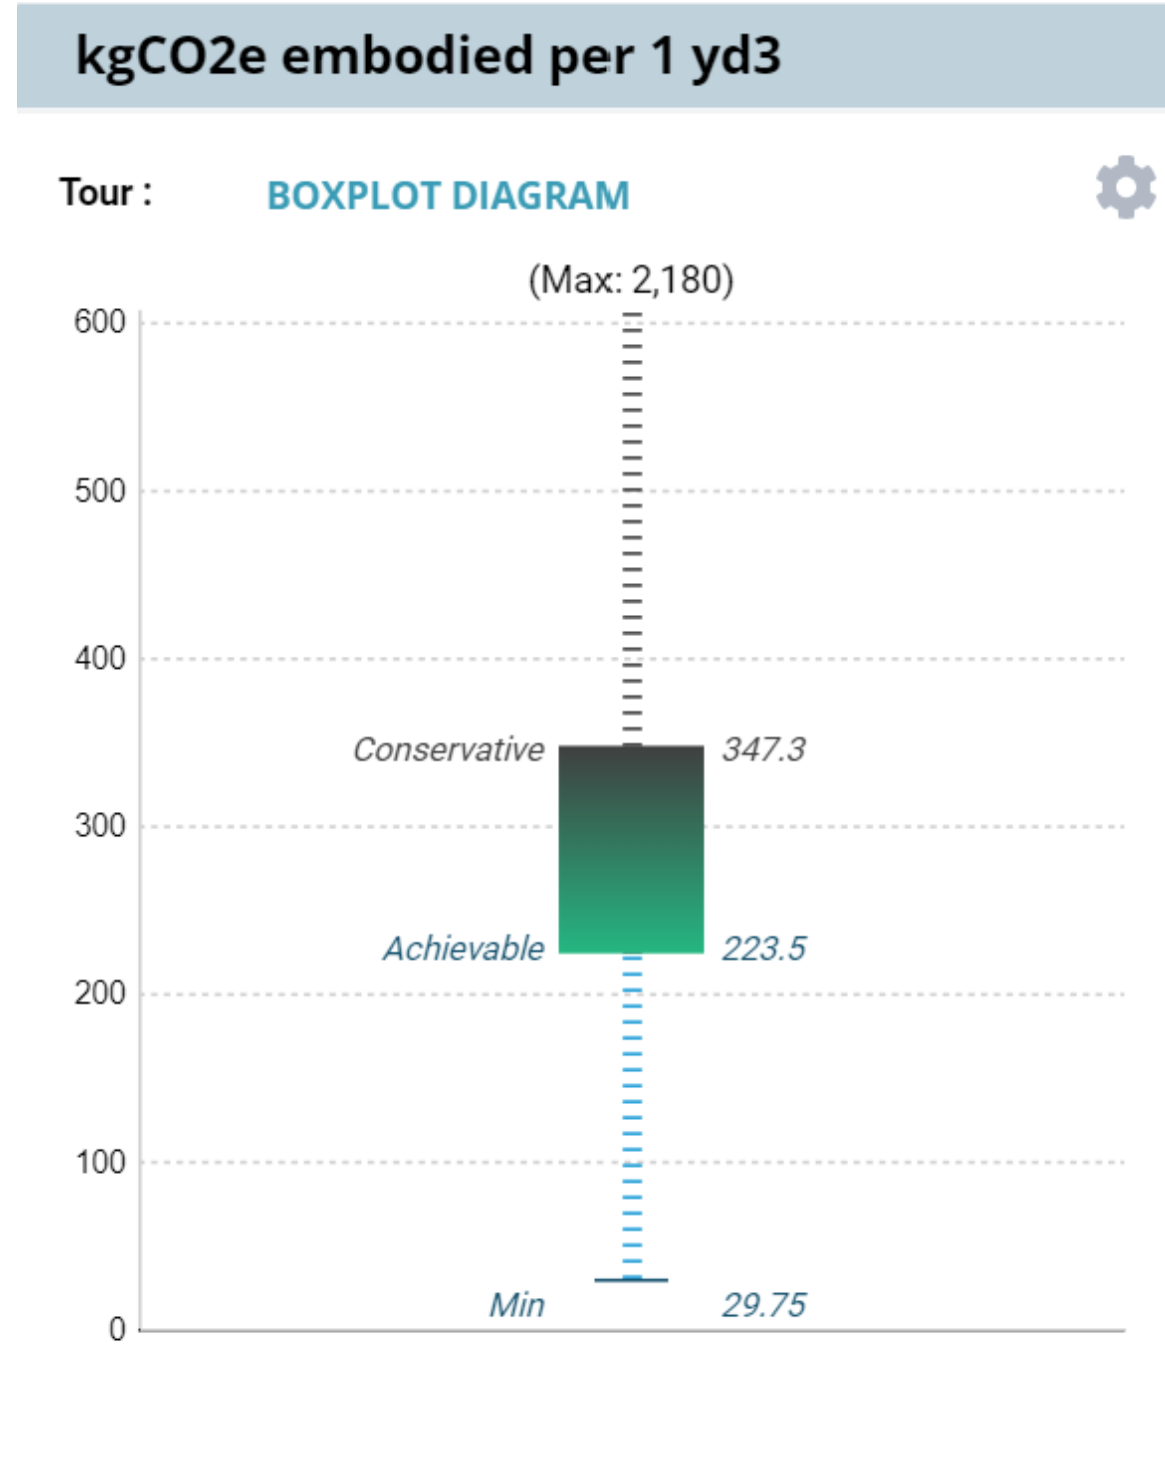 kgCO2e embodied per 1 yd3
Tour :
BOXPLOT DIAGRAM
(Max: 2,180)
600
500
400
Conservative 347.3
300
Achievable 223.5
200
100
Min 29.75
0